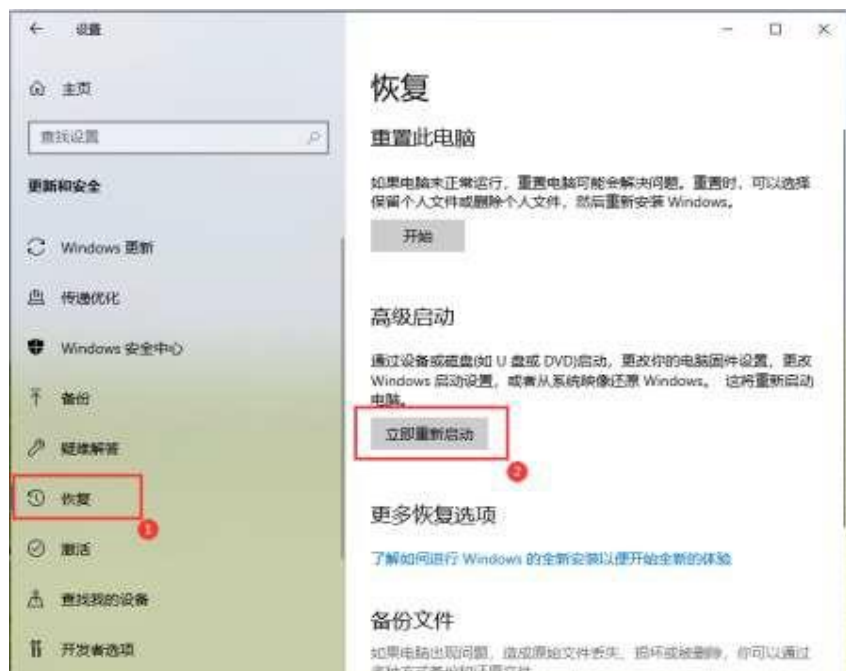 设置
主页
查找设置
更新和安全
Windows 更新
传递优化
Windows 安全中心
备份
疑难解答
恢复
1
激活
查找我的设备
开发者选项
恢复
重置此电脑
如果电脑未正常运行，重置电脑可能会解决问题。重置时，可以选择
保留个人文件或删除个人文件，然后重新安装 Windows。
开始
高级启动
通过设备或磁盘(如 U 盘或 DVD)启动，更改你的电脑固件设置，更改
Windows 启动设置，或者从系统映像还原 Windows。 这将重新启动
电脑。
立即重新启动
2
更多恢复选项
了解如何进行 Windows 的全新安装以便开始全新的体验
备份文件
如果电脑出现问题，造成原始文件丢失、损坏或被删除，你可以通过